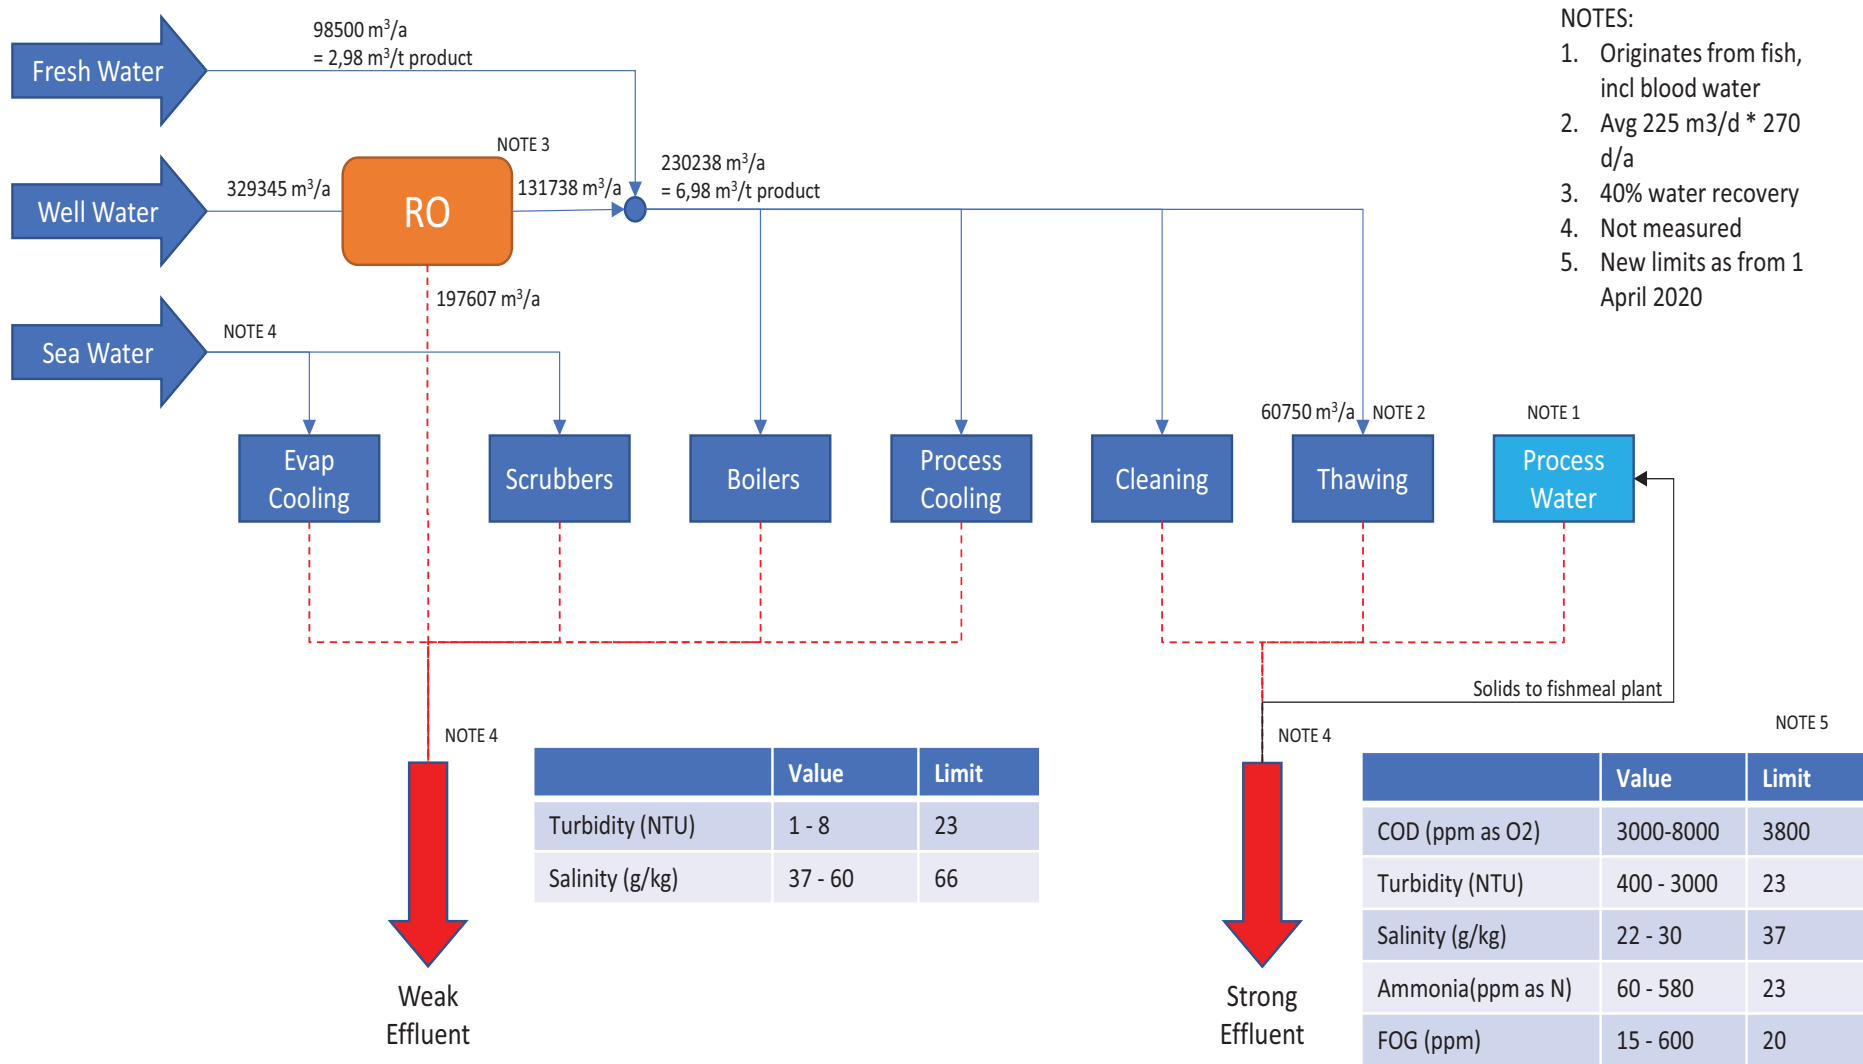 98500 m³/a
= 2,98 m³/t product
Fresh Water
NOTES:
1. Originates from fish,
incl blood water
2. Avg 225 m3/d * 270
d/a
3. 40% water recovery
4. Not measured
5. New limits as from 1
April 2020
NOTE 3
Well Water
329345 m³/a
RO
131738 m³/a
230238 m³/a
= 6,98 m³/t product
197607 m³/a
Sea Water
NOTE 4
60750 m³/a
NOTE 2
NOTE 1
Evap
Cooling
Scrubbers
Boilers
Process
Cooling
Cleaning
Thawing
Process
Water
Solids to fishmeal plant
NOTE 4
NOTE 4
NOTE 5
Value Limit
Turbidity (NTU) 1 - 8 23
Salinity (g/kg) 37 - 60 66
Value Limit
COD (ppm as O2) 3000-8000 3800
Turbidity (NTU) 400 - 3000 23
Salinity (g/kg) 22 - 30 37
Ammonia(ppm as N) 60 - 580 23
FOG (ppm) 15 - 600 20
Weak
Effluent
Strong
Effluent